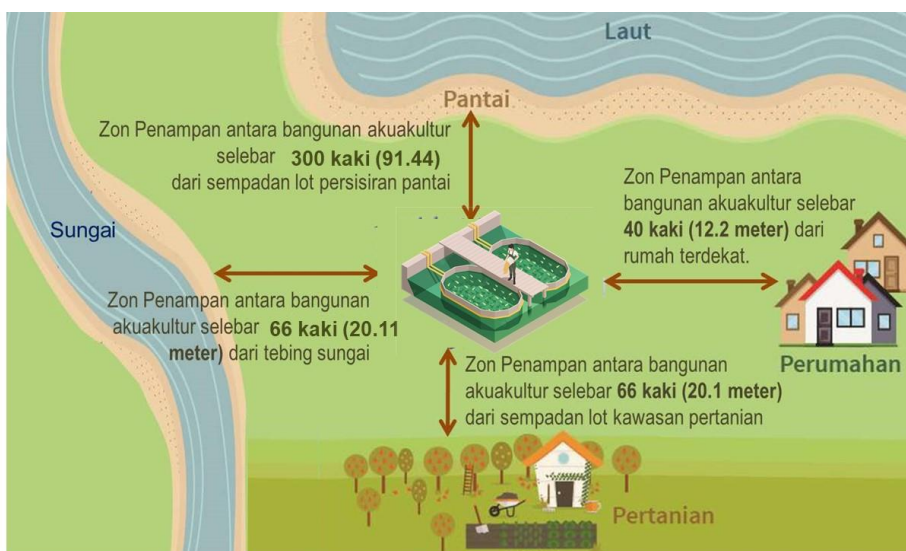 Laut
Pantai
Zon Penampan antara bangunan akuakultur
selebar 300 kaki (91.44)
dari sempadan lot persisiran pantai
Zon Penampan antara
bangunan akuakultur selebar
40 kaki (12.2 meter) dari
rumah terdekat.
Sungai
Zon Penampan antara bangunan
akuakultur selebar 66 kaki (20.11
meter) dari tebing sungai
Perumahan
Zon Penampan antara bangunan
akuakultur selebar 66 kaki (20.1 meter)
dari sempadan lot kawasan pertanian
Pertanian